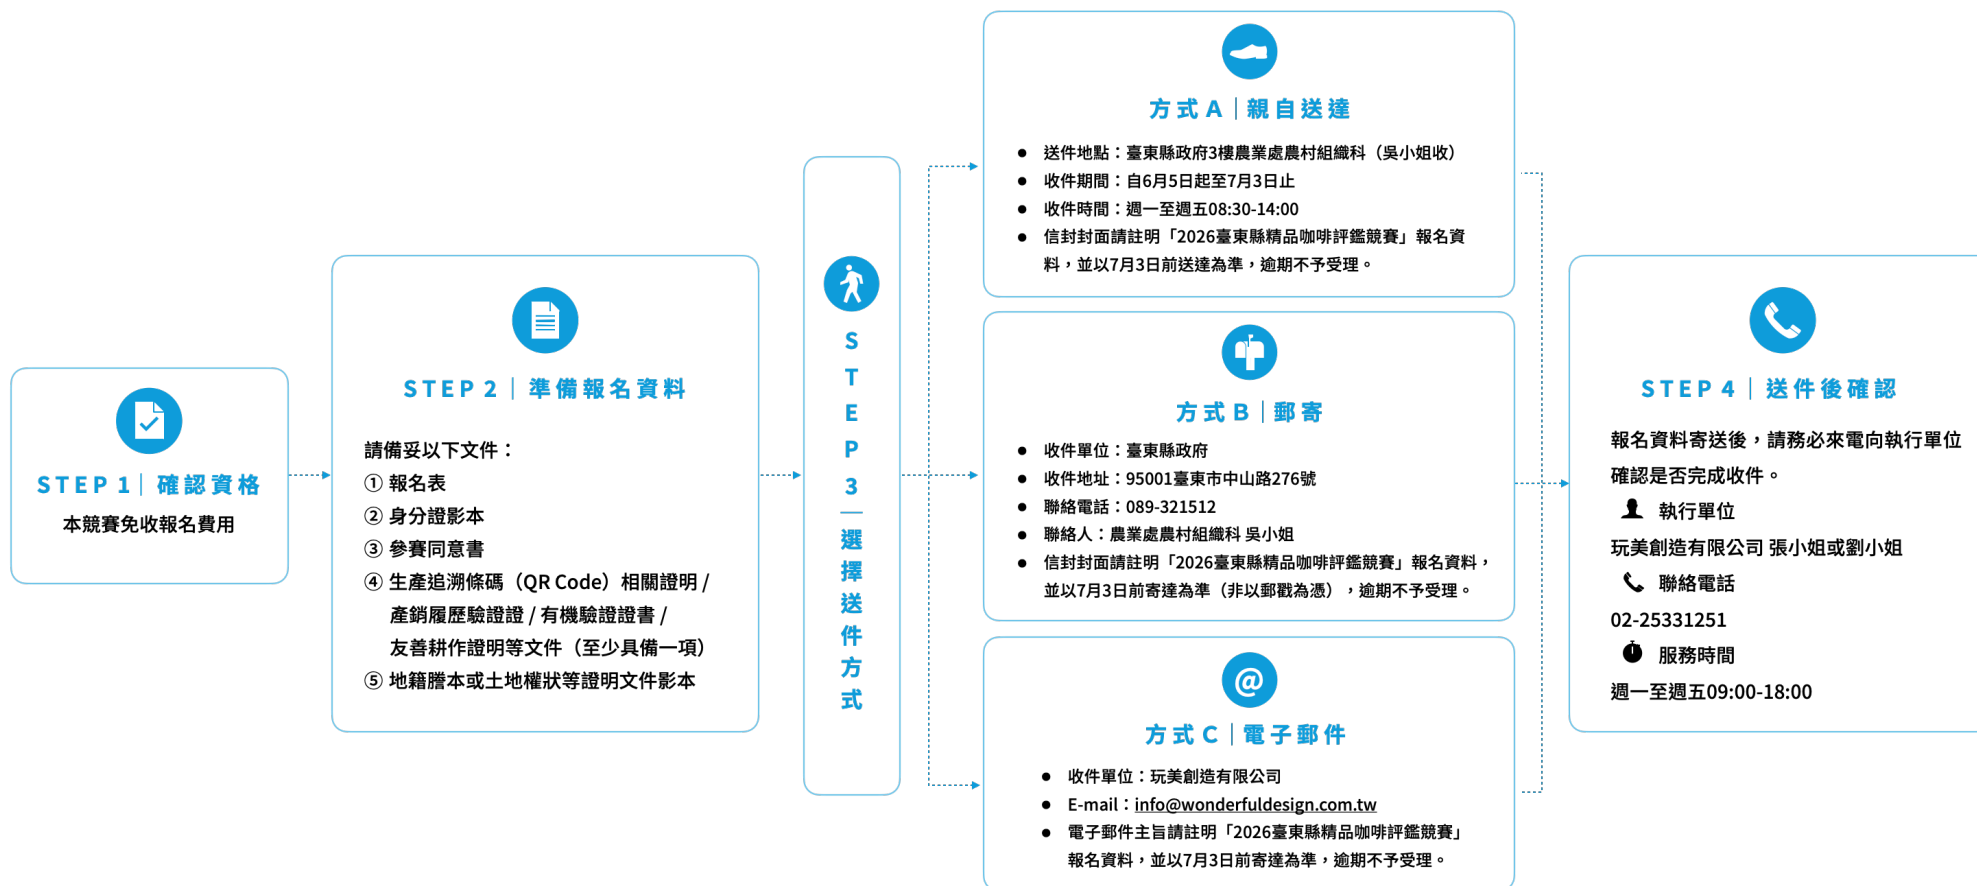 STEP 1｜確認資格
本競賽免收報名費用
STEP 2｜準備報名資料
請備妥以下文件：
① 報名表
② 身分證影本
③ 參賽同意書
④ 生產追溯條碼（QR Code）相關證明 /
產銷履歷驗證證 / 有機驗證證書 /
友善耕作證明等文件（至少具備一項）
⑤ 地籍謄本或土地權狀等證明文件影本
STEP 3｜選擇送件方式
方式 A｜親自送達
● 送件地點：臺東縣政府3樓農業處農村組織科（吳小姐收）
● 收件期間：自6月5日起至7月3日止
● 收件時間：週一至週五08:30-14:00
● 信封封面請註明「2026臺東縣精品咖啡評鑑競賽」報名資
料，並以7月3日前送達為準，逾期不予受理。
方式 B｜郵寄
● 收件單位：臺東縣政府
● 收件地址：95001臺東市中山路276號
● 聯絡電話：089-321512
● 聯絡人：農業處農村組織科 吳小姐
● 信封封面請註明「2026臺東縣精品咖啡評鑑競賽」報名資料，
並以7月3日前寄達為準（非以郵戳為憑），逾期不予受理。
@
方式 C｜電子郵件
● 收件單位：玩美創造有限公司
● E-mail：info@wonderfuldesign.com.tw
● 電子郵件主旨請註明「2026臺東縣精品咖啡評鑑競賽」
報名資料，並以7月3日前寄達為準，逾期不予受理。
STEP 4｜送件後確認
報名資料寄送後，請務必來電向執行單位
確認是否完成收件。
執行單位
玩美創造有限公司 張小姐或劉小姐
聯絡電話
02-25331251
服務時間
週一至週五09:00-18:00